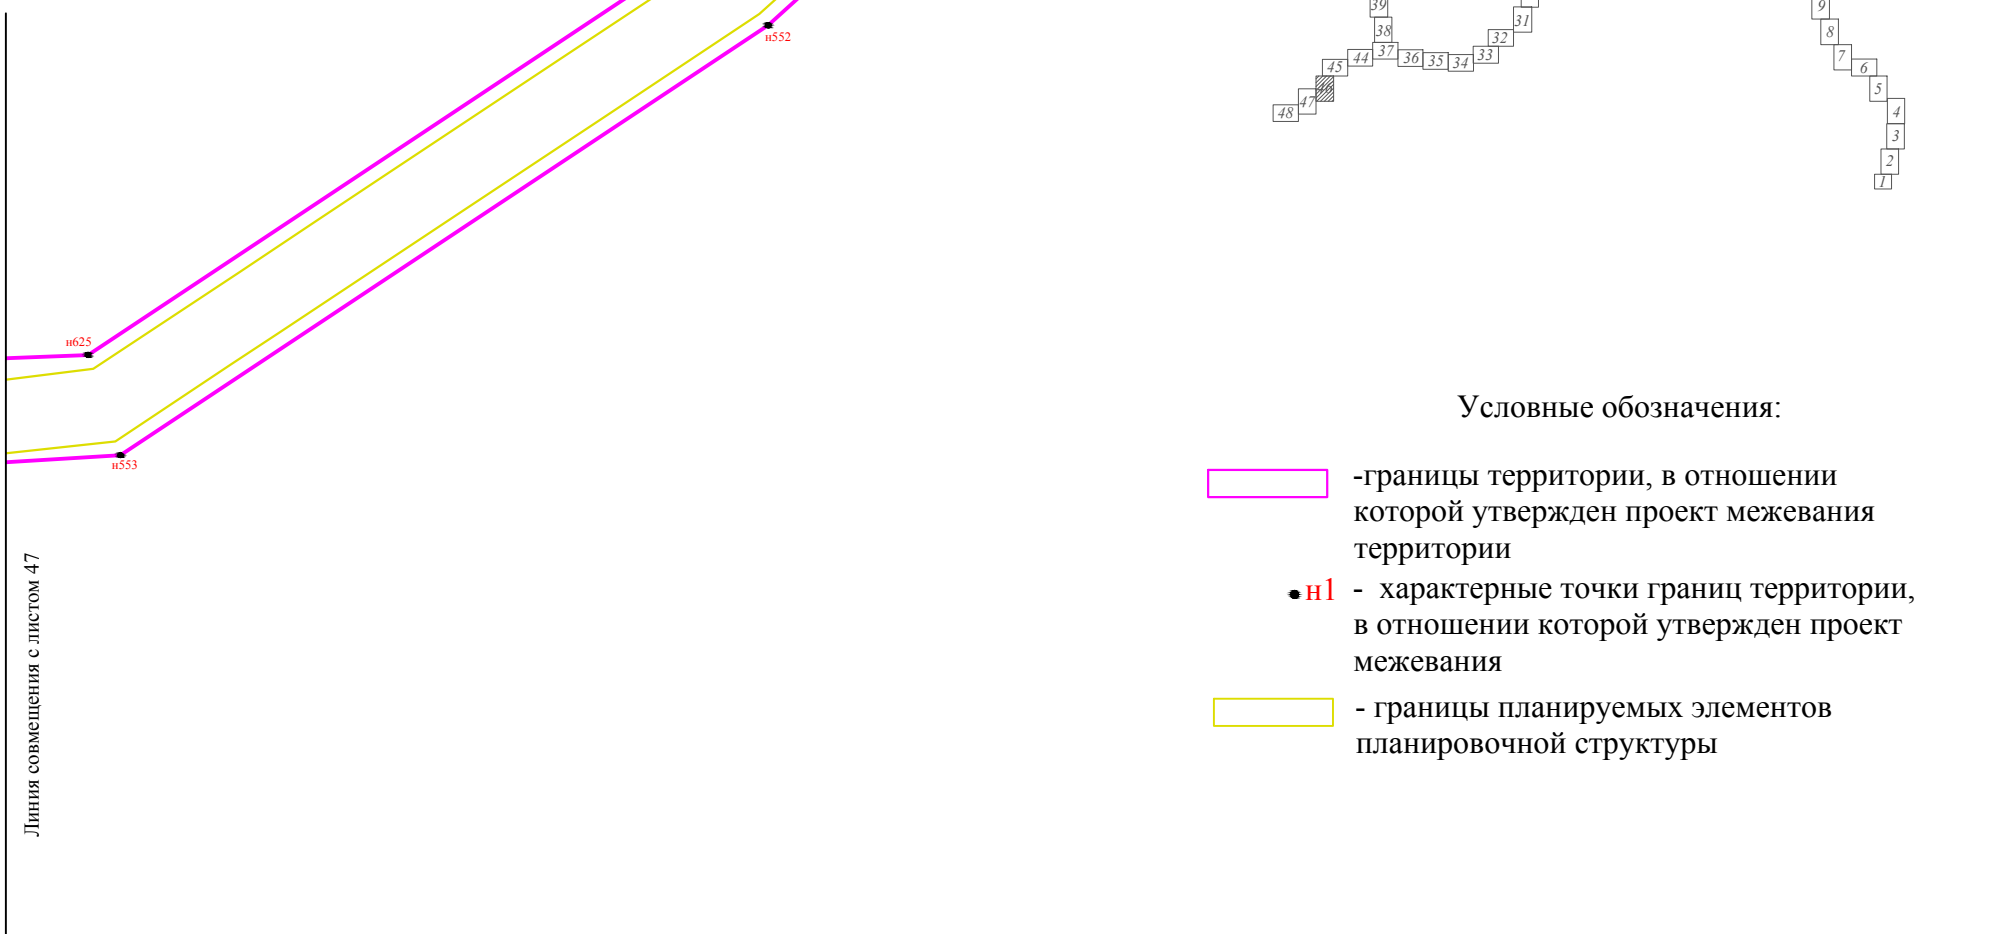 н552
н625
н553
Линия совмещения с листом 47
39
38
37
44
45
46
47
48
36
35
34
33
32
31
9
8
7
6
5
4
3
2
1
Условные обозначения:
-границы территории, в отношении
которой утвержден проект межевания
территории
н1 - характерные точки границ территории,
в отношении которой утвержден проект
межевания
- границы планируемых элементов
планировочной структуры